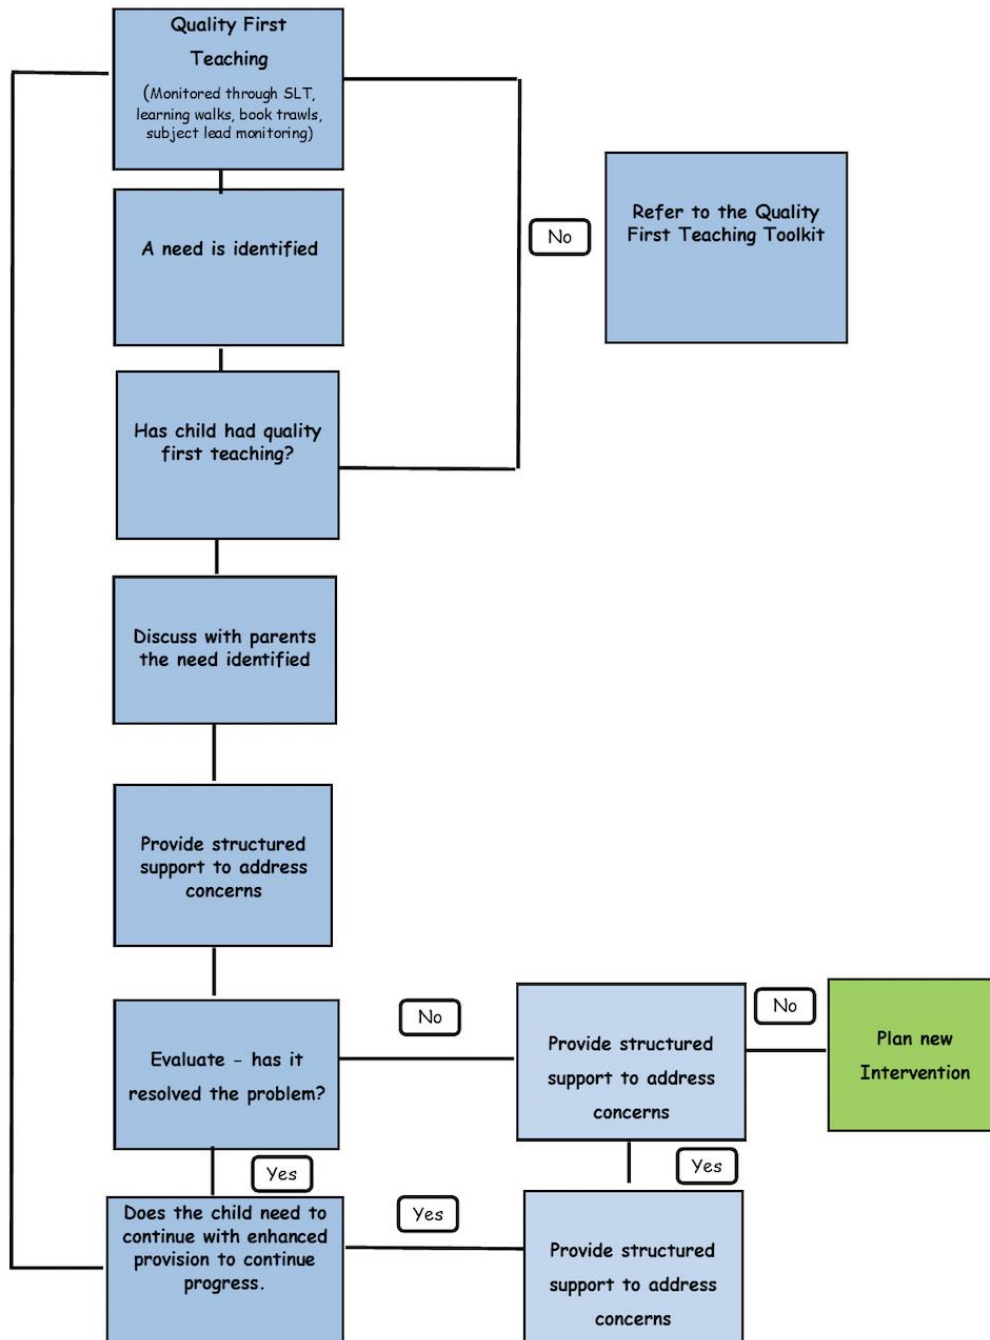 Quality First
Teaching
(Monitored through SLT,
learning walks, book trawls,
subject lead monitoring)
A need is identified
No
Refer to the Quality
First Teaching Toolkit
Has child had quality
first teaching?
Discuss with parents
the need identified
Provide structured
support to address
concerns
Evaluate - has it
resolved the problem?
No
Provide structured
support to address
concerns
No
Plan new
Intervention
Yes
Yes
Does the child need to
continue with enhanced
provision to continue
progress.
Yes
Provide structured
support to address
concerns